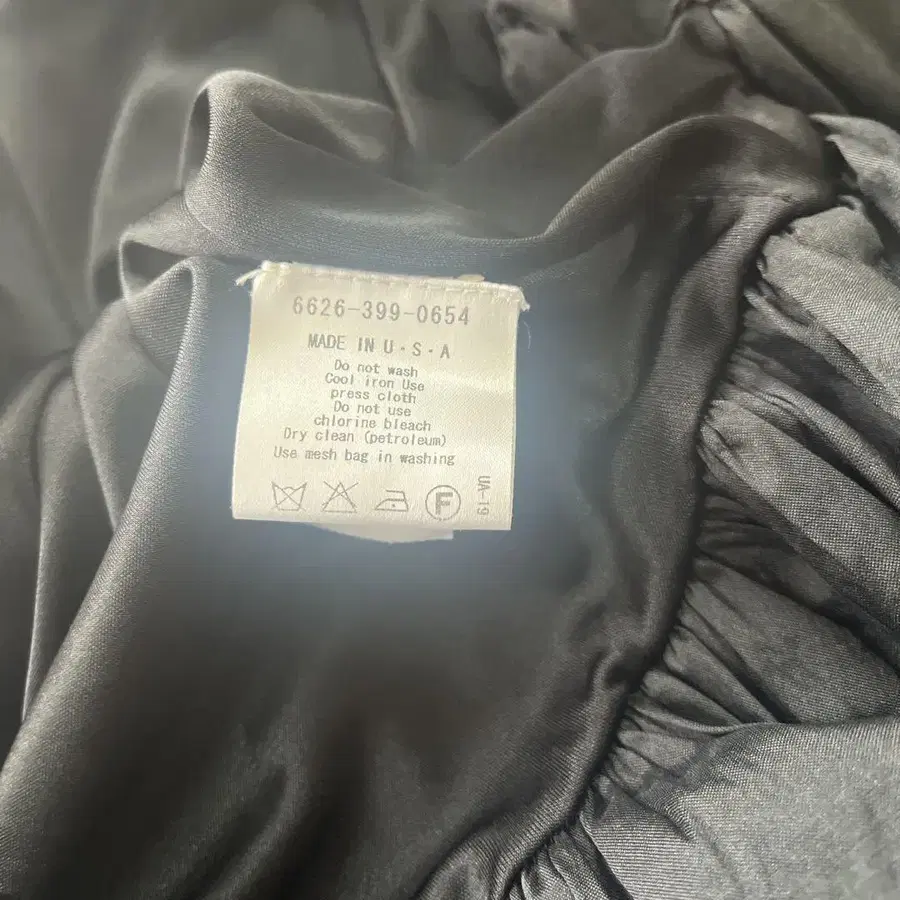 6626-399-0654
MADE IN U·S·A
Do not wash
Cool iron Use
press cloth
Do not use
chlorine bleach
Dry clean (petroleum)
Use mesh bag in washing
F
UA-19